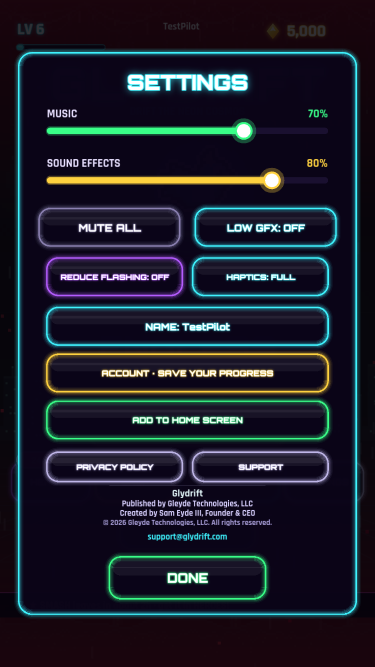 LV 6
TestPilot
5,000
SETTINGS
MUSIC 70%
SOUND EFFECTS 80%
MUTE ALL
LOW GFX: OFF
REDUCE FLASHING: OFF
HAPTICS: FULL
NAME: TestPilot
ACCOUNT · SAVE YOUR PROGRESS
ADD TO HOME SCREEN
PRIVACY POLICY
SUPPORT
Glydrift
Published by Gleyde Technologies, LLC
Created by Sam Eyde III, Founder & CEO
© 2026 Gleyde Technologies, LLC. All rights reserved.
support@glydrift.com
DONE